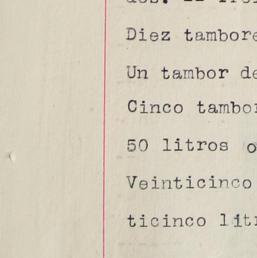 Diez tambore
Un tambor de
Cinco tambor
50 litros o
Veinticinco
ticinco litr